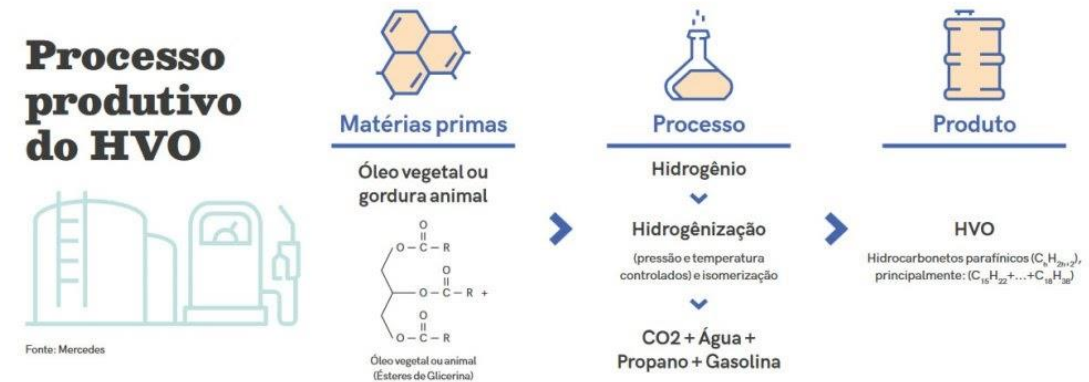 Processo
produtivo
do HVO
Fonte: Mercedes
Matérias primas
Óleo vegetal ou
gordura animal
O
O – C – R
O
O – C – R +
O
O – C – R
Óleo vegetal ou animal
(Ésteres de Glicerina)
Processo
Hidrogênio
Hidrogênização
(pressão e temperatura
controlados) e isomerização
CO2 + Água +
Propano + Gasolina
Produto
HVO
Hidrocarbonetos parafínicos (CₙH₂ₙ₊₂),
principalmente: (C₁₅H₂₂+...+C₁₈H₃₈)